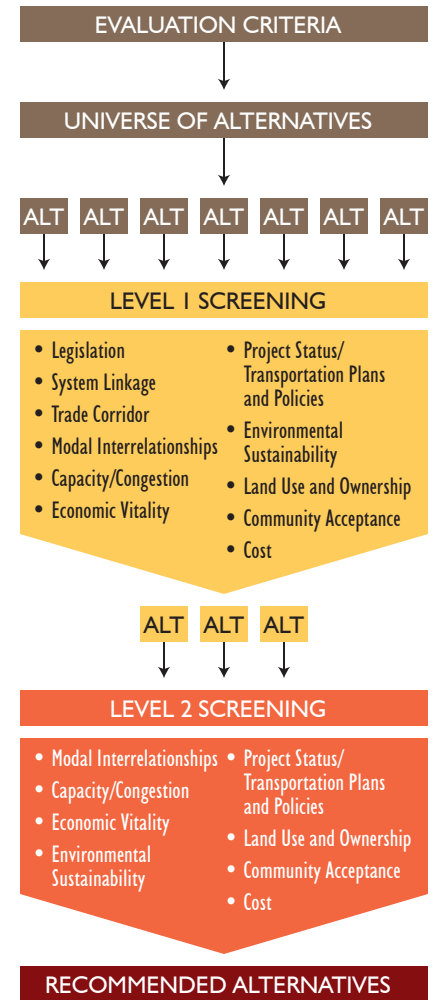 EVALUATION CRITERIA
UNIVERSE OF ALTERNATIVES
ALT ALT ALT ALT ALT ALT ALT
LEVEL 1 SCREENING
• Legislation
• System Linkage
• Trade Corridor
• Modal Interrelationships
• Capacity/Congestion
• Economic Vitality
• Project Status/
Transportation Plans
and Policies
• Environmental
Sustainability
• Land Use and Ownership
• Community Acceptance
• Cost
ALT ALT ALT
LEVEL 2 SCREENING
• Modal Interrelationships
• Capacity/Congestion
• Economic Vitality
• Environmental
Sustainability
• Project Status/
Transportation Plans
and Policies
• Land Use and Ownership
• Community Acceptance
• Cost
RECOMMENDED ALTERNATIVES